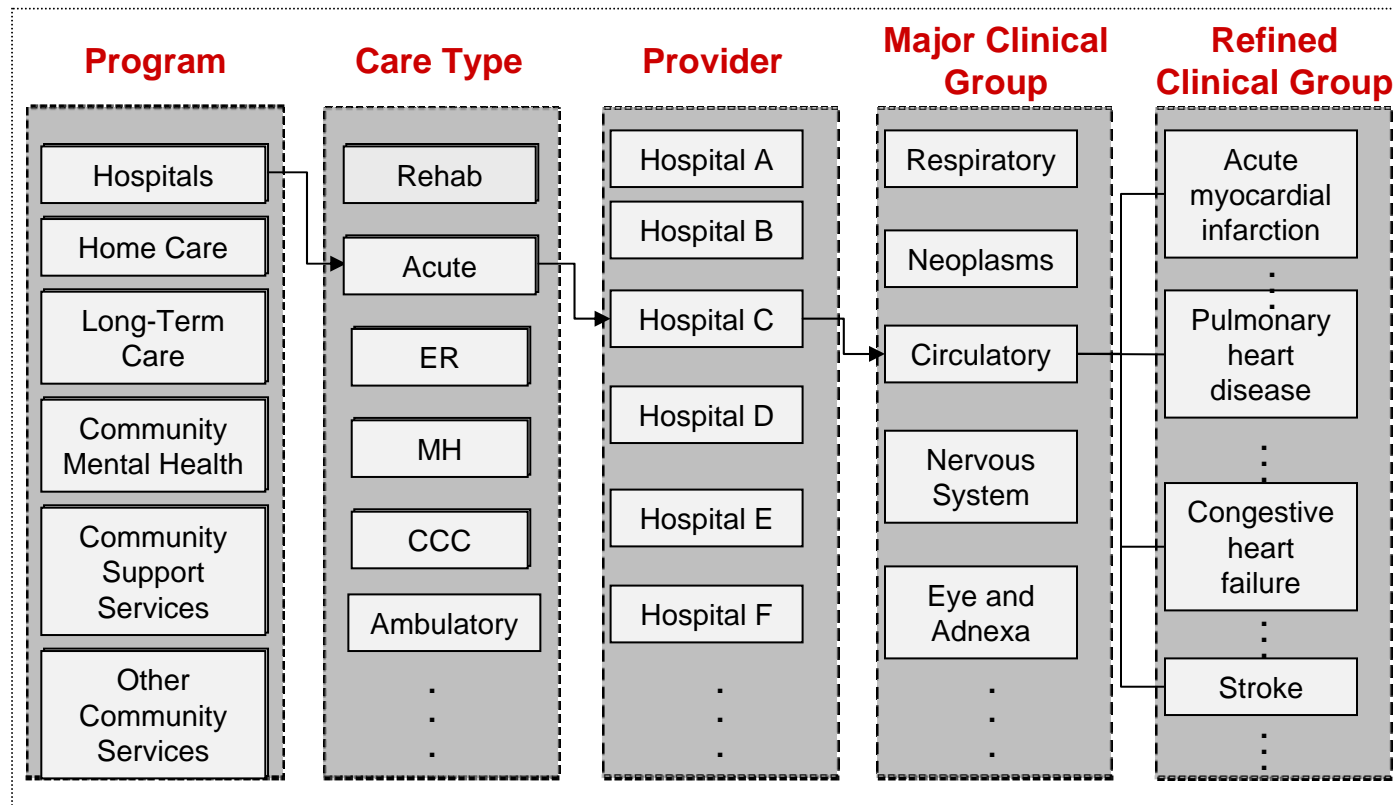 Program
Care Type
Provider
Major Clinical
Group
Refined
Clinical Group
Hospitals
Home Care
Long-Term
Care
Community
Mental Health
Community
Support
Services
Other
Community
Services
Rehab
Acute
ER
MH
CCC
Ambulatory
.
.
.
Hospital A
Hospital B
Hospital C
Hospital D
Hospital E
Hospital F
.
.
.
Respiratory
Neoplasms
Circulatory
Nervous
System
Eye and
Adnexa
.
.
.
Acute
myocardial
infarction
.
.
.
Pulmonary
heart
disease
.
.
.
Congestive
heart
failure
.
.
.
Stroke
.
.
.